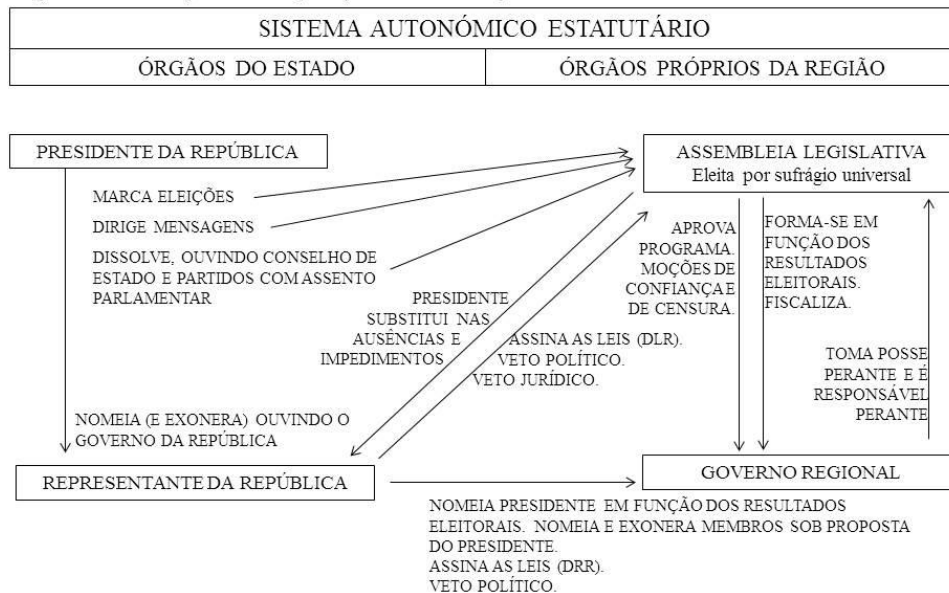 SISTEMA AUTONÓMICO ESTATUTÁRIO
ÓRGÃOS DO ESTADO
ÓRGÃOS PRÓPRIOS DA REGIÃO
PRESIDENTE DA REPÚBLICA
ASSEMBLEIA LEGISLATIVA
Eleita por sufrágio universal
MARCA ELEIÇÕES
DIRIGE MENSAGENS
DISSOLVE, OUVINDO CONSELHO DE
ESTADO E PARTIDOS COM ASSENTO
PARLAMENTAR
APROVA
PROGRAMA.
MOÇÕES DE
CONFIANÇA E
DE CENSURA.
FORMA-SE EM
FUNÇÃO DOS
RESULTADOS
ELEITORAIS.
FISCALIZA.
PRESIDENTE
SUBSTITUI NAS
AUSÊNCIAS E
IMPEDIMENTOS
ASSINA AS LEIS (DLR).
VETO POLÍTICO.
VETO JURÍDICO.
TOMA POSSE
PERANTE E É
RESPONSÁVEL
PERANTE
NOMEIA (E EXONERA) OUVINDO O
GOVERNO DA REPÚBLICA
REPRESENTANTE DA REPÚBLICA
GOVERNO REGIONAL
NOMEIA PRESIDENTE EM FUNÇÃO DOS RESULTADOS
ELEITORAIS. NOMEIA E EXONERA MEMBROS SOB PROPOSTA
DO PRESIDENTE.
ASSINA AS LEIS (DRR).
VETO POLÍTICO.